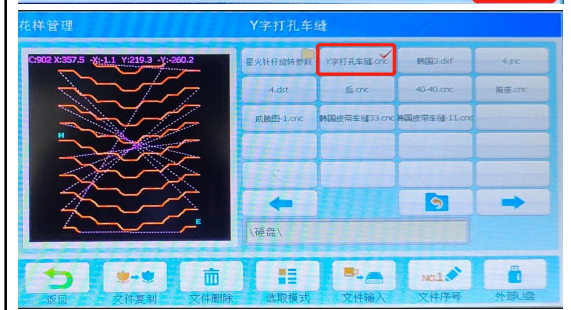 花样管理
Y字打孔车缝
C:902 X:357.5 -X:-1.1 Y:219.3 -Y:-260.2
H
E
星火针杆旋转参数
Y字打孔车缝.cnc
韩国3.dxf
4.jnc
4.dst
后.cnc
40-40.cnc
前座.cnc
威腾图-1.cnc
韩国皮带车缝33.cnc
韩国皮带车缝-11.cnc
\硬盘\
返回
文件复制
文件删除
选取模式
文件输入
No.1
文件序号
外部U盘